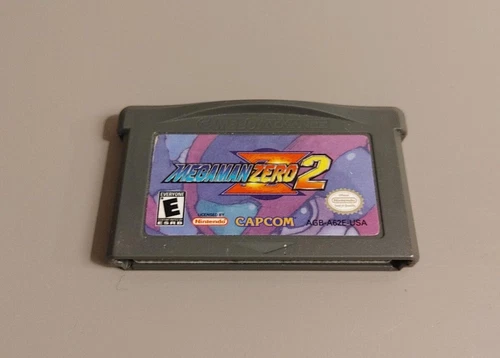 MEGAMAN ZERO 2
EVERYONE
E
ESRB
LICENSED BY
Nintendo
CAPCOM
AGB-A62E-USA